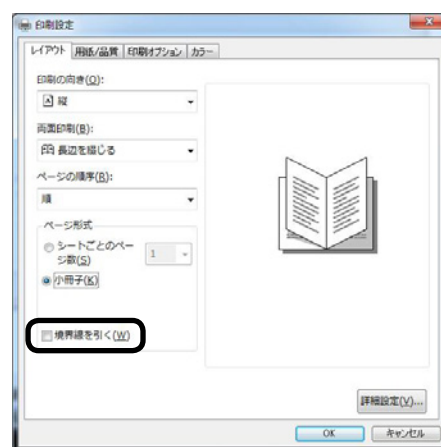 印刷設定
レイアウト 用紙/品質 印刷オプション カラー
印刷の向き(O):
縦
両面印刷(B):
長辺を綴じる
ページの順序(R):
順
ページ形式
シートごとのペー
ジ数(S)
1
小冊子(K)
境界線を引く(W)
詳細設定(V)...
OK キャンセル